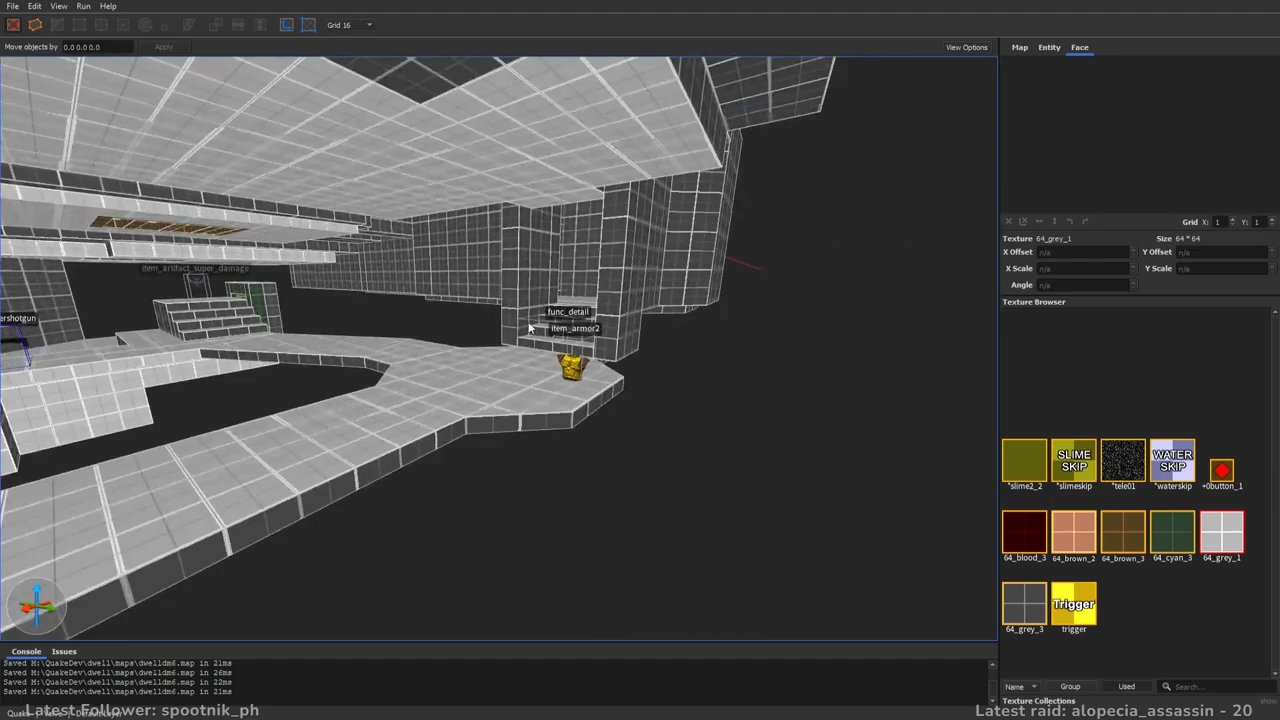 File Edit View Run Help
Grid 16
Move objects by 0.0 0.0 0.0 Apply View Options
Map Entity Face
item_artifact_super_damage
ershotgun
func_detail
item_armor2
Grid X: 1 Y: 1
Texture 64_grey_1 Size 64 * 64
X Offset n/a Y Offset n/a
X Scale n/a Y Scale n/a
Angle n/a
Texture Browser
SLIME SKIP WATER SKIP
*slime2_2 *slimeskip *tele01 *waterskip +0button_1
64_blood_3 64_brown_2 64_brown_3 64_cyan_3 64_grey_1
Trigger
64_grey_3 trigger
Console Issues
Saved M:\QuakeDev\dwell\maps\dwelldm6.map in 21ms
Saved M:\QuakeDev\dwell\maps\dwelldm6.map in 26ms
Saved M:\QuakeDev\dwell\maps\dwelldm6.map in 22ms
Saved M:\QuakeDev\dwell\maps\dwelldm6.map in 21ms
Name Group Used Search...
Texture Collections show
Latest Follower: spootnik_ph
Latest raid: alopecia_assassin - 20